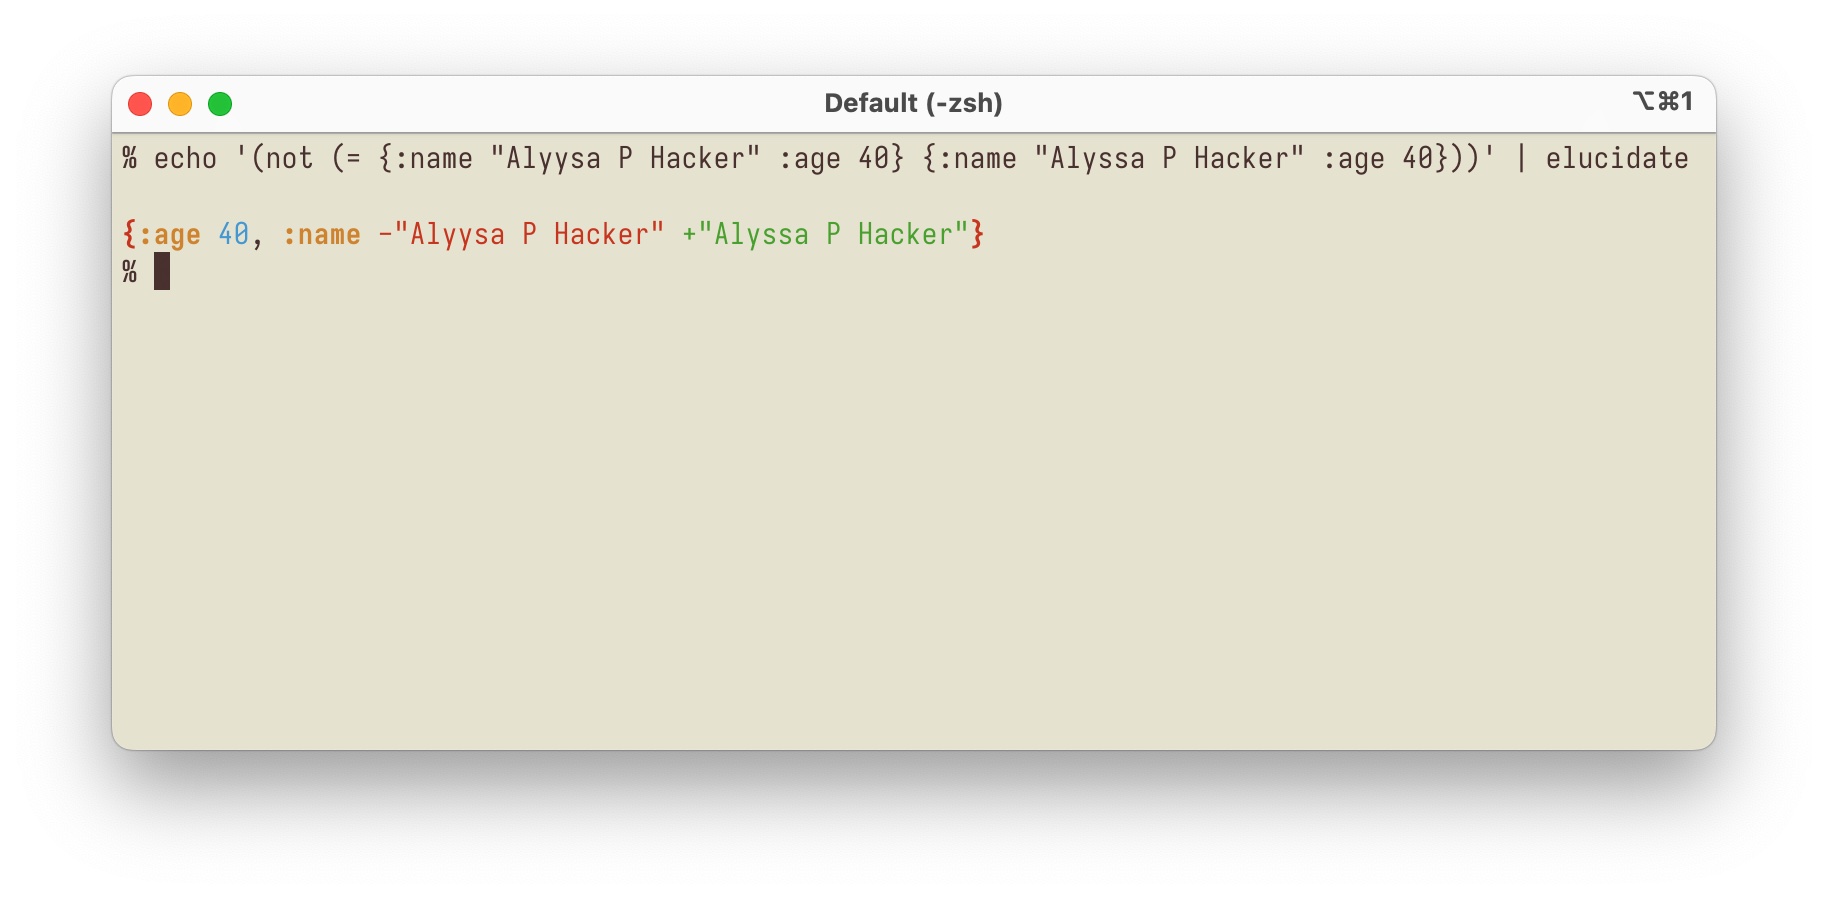 Default (-zsh)
⌥⌘1
% echo '(not (= {:name "Alyysa P Hacker" :age 40} {:name "Alyssa P Hacker" :age 40}))' | elucidate
{:age 40, :name -"Alyysa P Hacker" +"Alyssa P Hacker"}
%